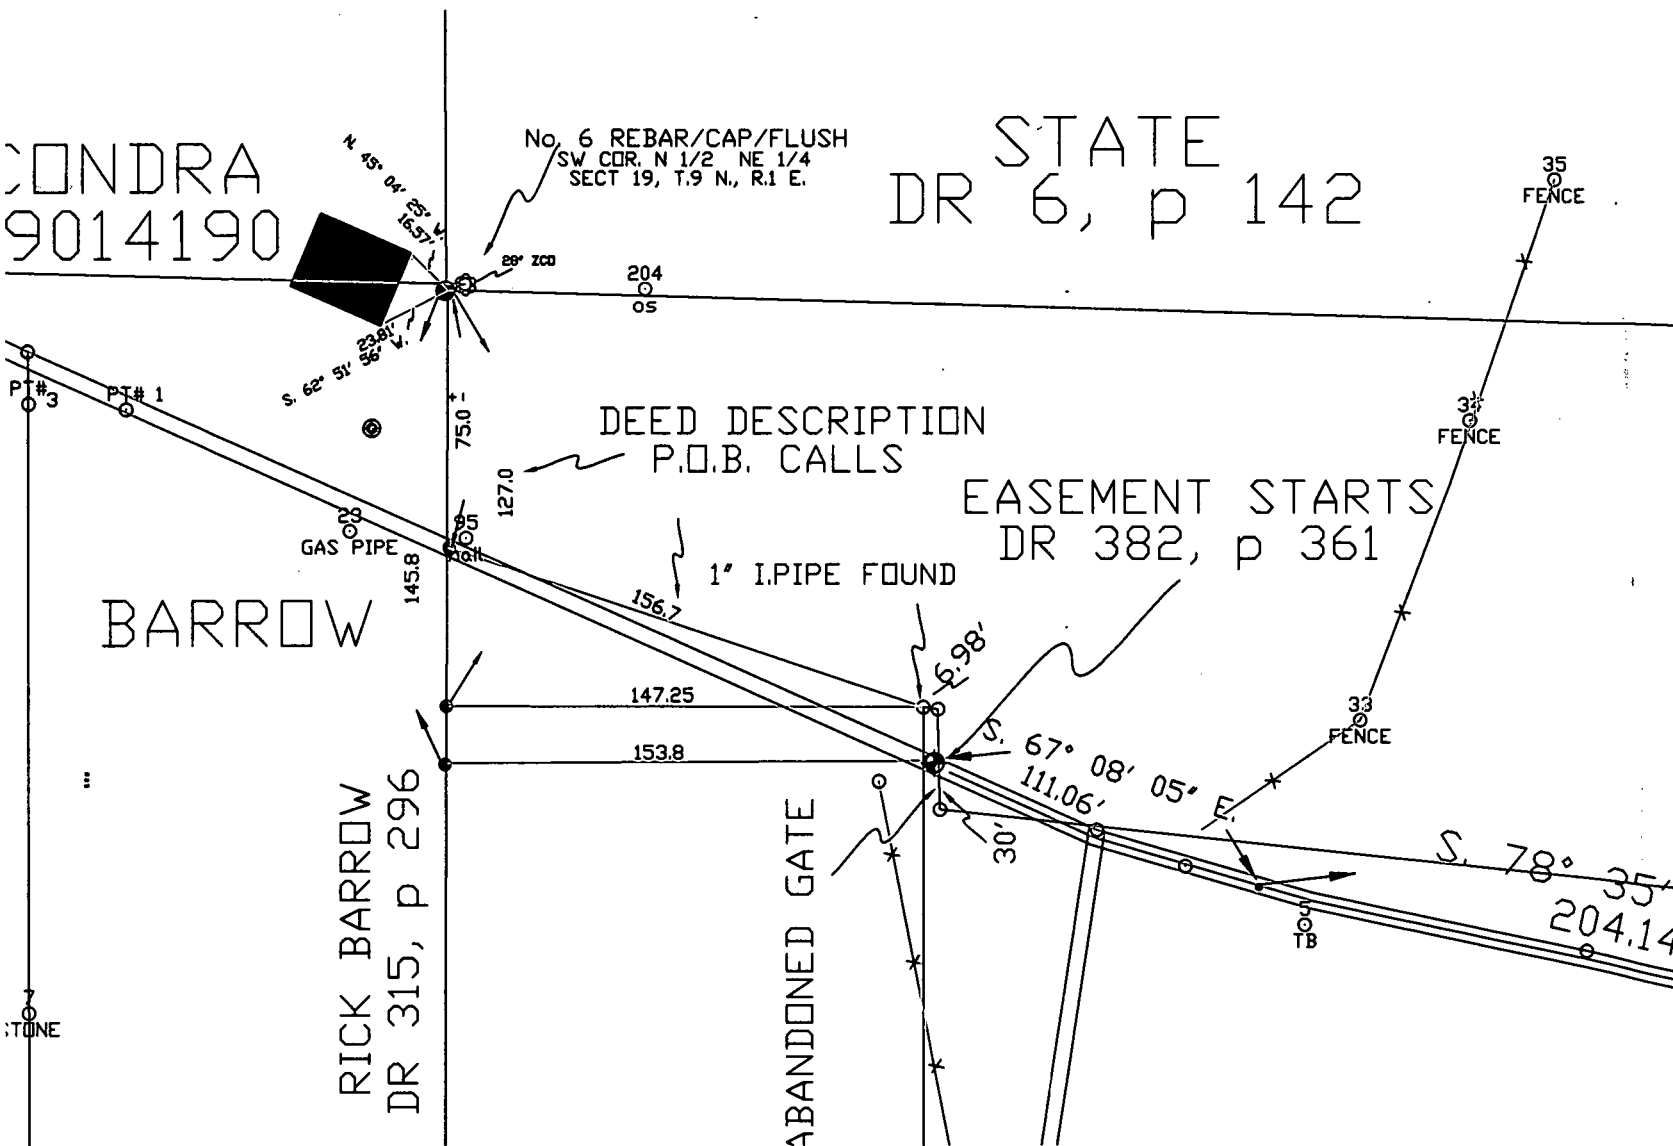 CONDRA
9014190
N. 45° 04' 25" W.
16.57'
No. 6 REBAR/CAP/FLUSH
SW COR. N 1/2 NE 1/4
SECT 19, T.9 N., R.1 E.
STATE
DR 6, p 142
35
FENCE
28" ZCO
204
OS
23.81'
S. 62° 51' 56" W.
PT# 3
PT# 1
75.0 + -
127.0
DEED DESCRIPTION
P.O.B. CALLS
34
FENCE
EASEMENT STARTS
DR 382, p 361
23
GAS PIPE
95
nail
145.8
1" I.PIPE FOUND
156.7
BARROW
6.98'
147.25
153.8
33
FENCE
S. 67° 08' 05" E.
111.06'
30'
RICK BARROW
DR 315, p 296
ABANDONED GATE
S. 78° 35'
204.14
5
TB
7
STONE